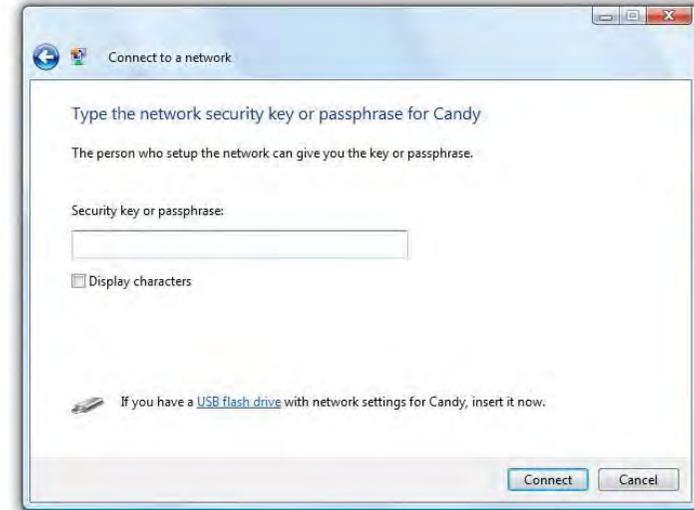 Connect to a network
Type the network security key or passphrase for Candy
The person who setup the network can give you the key or passphrase.
Security key or passphrase:
Display characters
If you have a USB flash drive with network settings for Candy, insert it now.
Connect Cancel